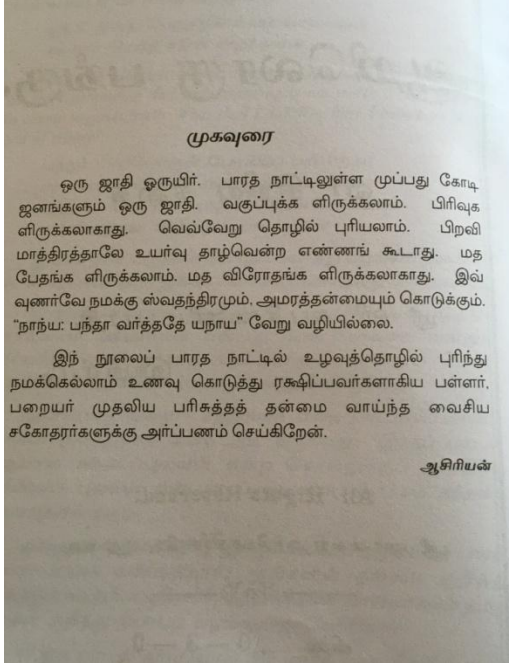 முகவுரை
ஒரு ஜாதி ஓருயிர். பாரத நாட்டிலுள்ள முப்பது கோடி
ஜனங்களும் ஒரு ஜாதி. வகுப்புக்க ளிருக்கலாம். பிரிவுக
ளிருக்கலாகாது. வெவ்வேறு தொழில் புரியலாம். பிறவி
மாத்திரத்தாலே உயர்வு தாழ்வென்ற எண்ணங் கூடாது. மத
பேதங்க ளிருக்கலாம். மத விரோதங்க ளிருக்கலாகாது. இவ்
வுணர்வே நமக்கு ஸ்வதந்திரமும், அமரத்தன்மையும் கொடுக்கும்.
“நாந்ய: பந்தா வர்த்ததே யநாய” வேறு வழியில்லை.
இந் நூலைப் பாரத நாட்டில் உழவுத்தொழில் புரிந்து
நமக்கெல்லாம் உணவு கொடுத்து ரக்ஷிப்பவர்களாகிய பள்ளர்,
பறையர் முதலிய பரிசுத்தத் தன்மை வாய்ந்த வைசிய
சகோதரர்களுக்கு அர்ப்பணம் செய்கிறேன்.
ஆசிரியன்